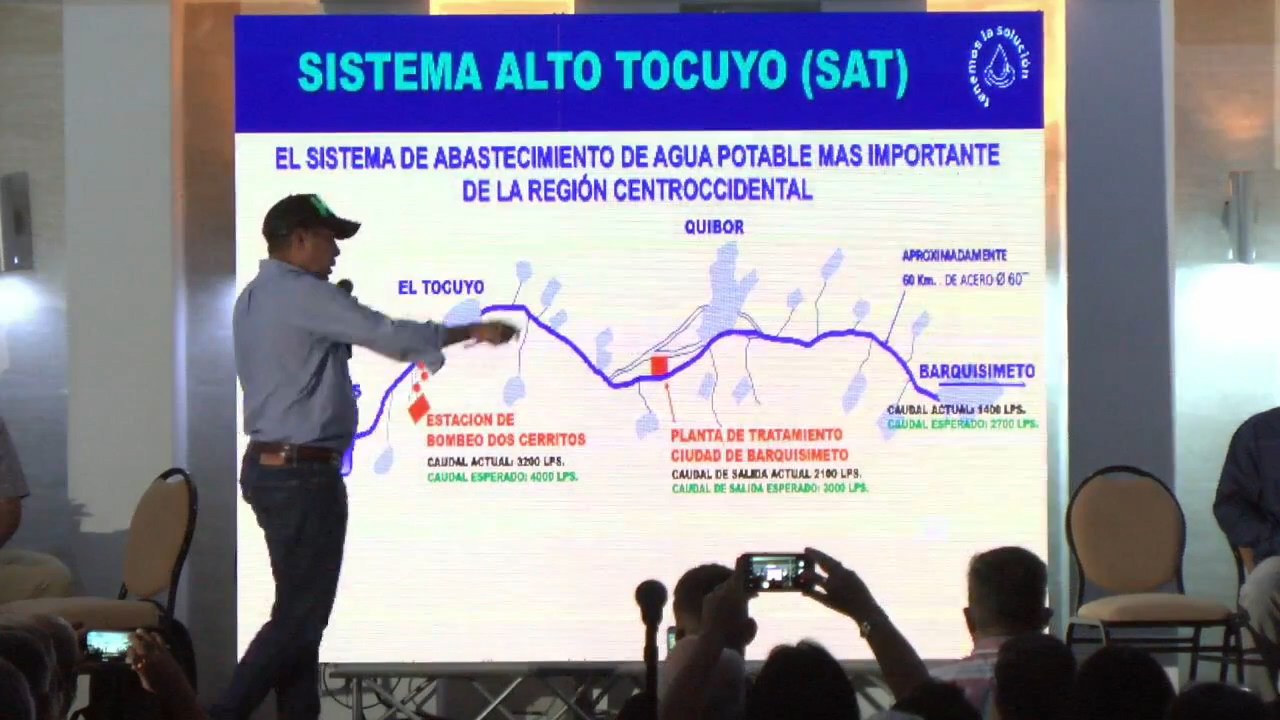 SISTEMA ALTO TOCUYO (SAT)
tenemos la solución
EL SISTEMA DE ABASTECIMIENTO DE AGUA POTABLE MAS IMPORTANTE
DE LA REGIÓN CENTROCCIDENTAL
QUIBOR
APROXIMADAMENTE
60 Km. . DE ACERO Ø 60"
EL TOCUYO
BARQUISIMETO
CAUDAL ACTUAL: 1400 LPS.
CAUDAL ESPERADO: 2700 LPS.
ESTACION DE
BOMBEO DOS CERRITOS
CAUDAL ACTUAL: 3200 LPS.
CAUDAL ESPERADO: 4000 LPS.
PLANTA DE TRATAMIENTO
CIUDAD DE BARQUISIMETO
CAUDAL DE SALIDA ACTUAL 2100 LPS.
CAUDAL DE SALIDA ESPERADO: 3000 LPS.